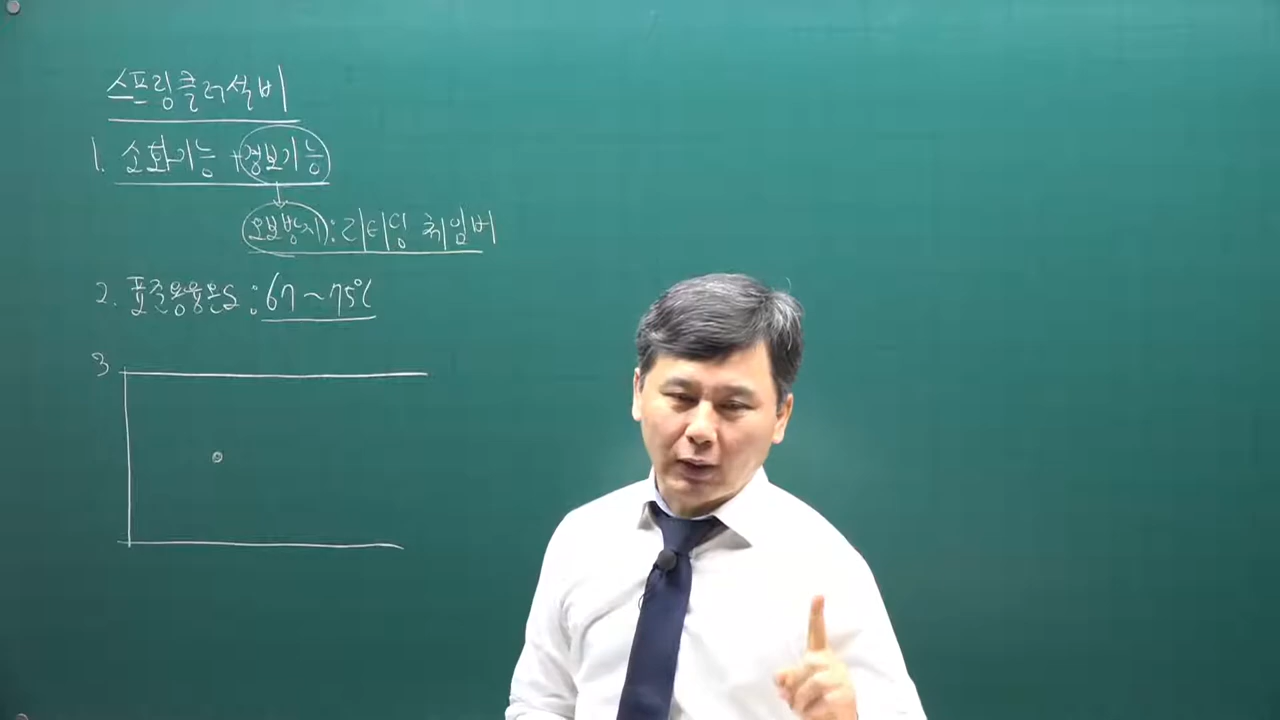 스프링클러설비
1. 소화기능 + 경보기능
오보방지 : 리타딩 챔버
2. 표준용융온도 : 67~75℃
3